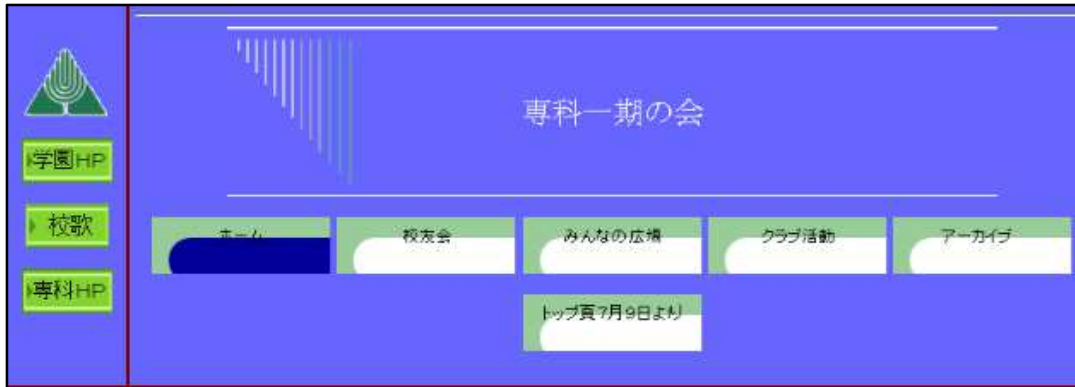 専科一期の会
学園HP
校歌
専科HP
ホーム
校友会
みんなの広場
クラブ活動
アーカイブ
トップ頁7月9日より